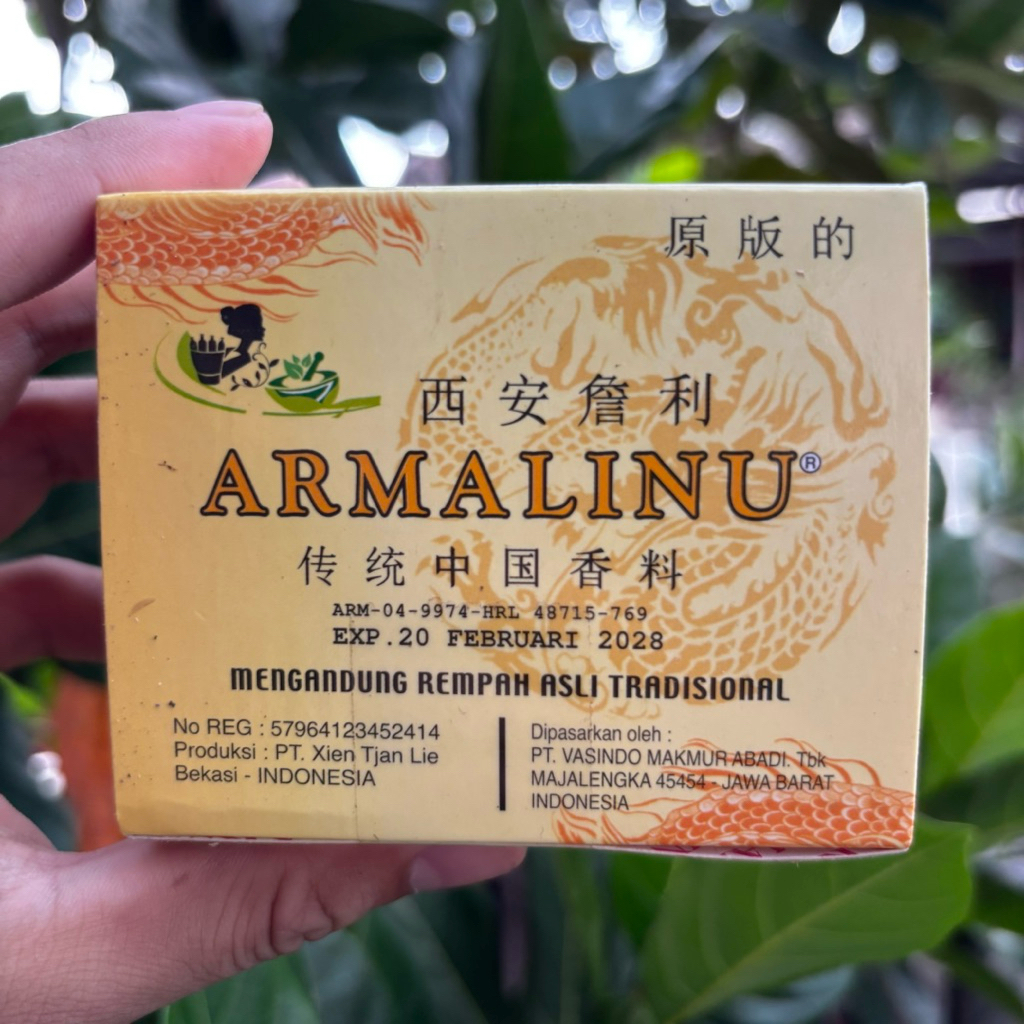 原版的
西安詹利
ARMALINU®
传统中国香料
ARM-04-9974-HRL 48715-769
EXP.20 FEBRUARI 2028
MENGANDUNG REMPAH ASLI TRADISIONAL
No REG : 57964123452414
Produksi : PT. Xien Tjan Lie
Bekasi - INDONESIA
Dipasarkan oleh :
PT. VASINDO MAKMUR ABADI. Tbk
MAJALENGKA 45454 - JAWA BARAT
INDONESIA